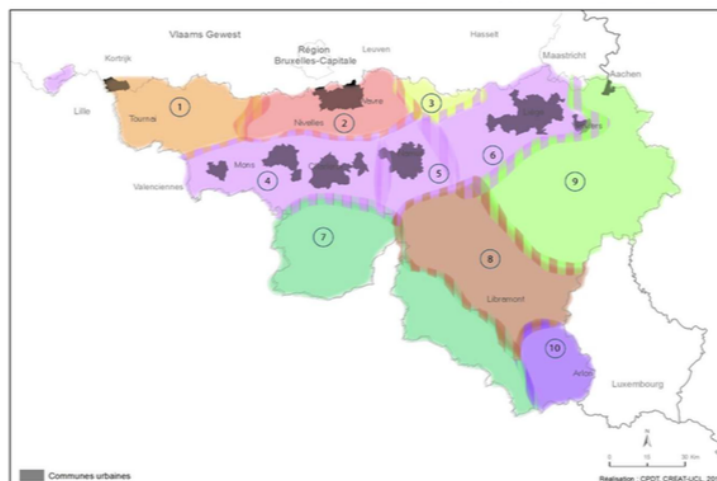 Vlaams Gewest
Hasselt
Kortrijk
Région
Bruxelles-Capitale
Leuven
Maastricht
Aachen
Lille
1
Tournai
2
Wavre
Nivelles
3
Liège
6
Valenciennes
Mons
4
5
9
7
8
Libramont
10
Arlon
Luxembourg
N
0 15 30 Km
Communes urbaines
Réalisation : CPDT, CREAT-UCL,